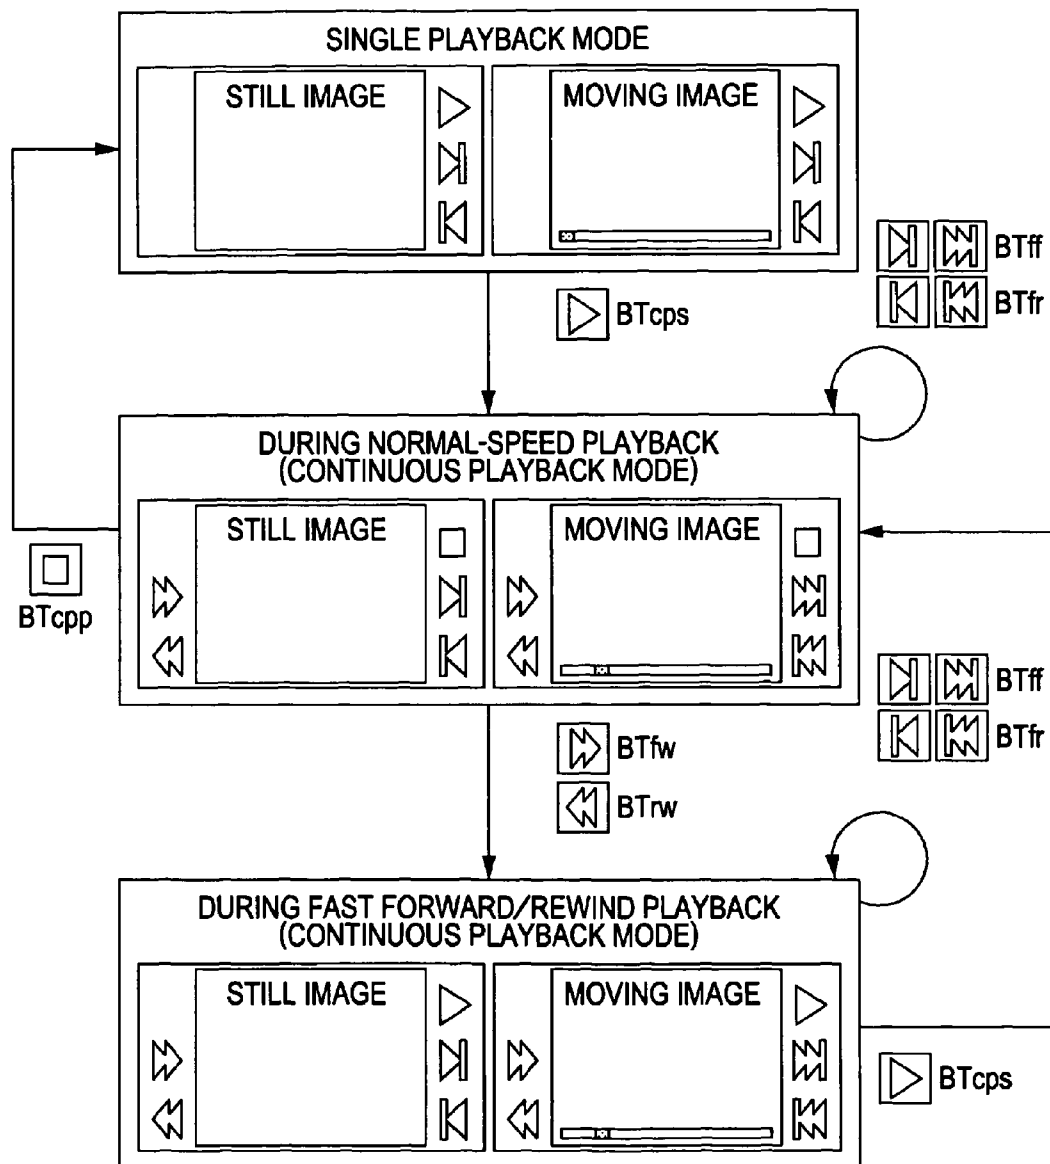 SINGLE PLAYBACK MODE
STILL IMAGE
MOVING IMAGE
BTff
BTfr
BTcps
DURING NORMAL-SPEED PLAYBACK
(CONTINUOUS PLAYBACK MODE)
STILL IMAGE
MOVING IMAGE
BTcpp
BTff
BTfr
BTfw
BTrw
DURING FAST FORWARD/REWIND PLAYBACK
(CONTINUOUS PLAYBACK MODE)
STILL IMAGE
MOVING IMAGE
BTcps